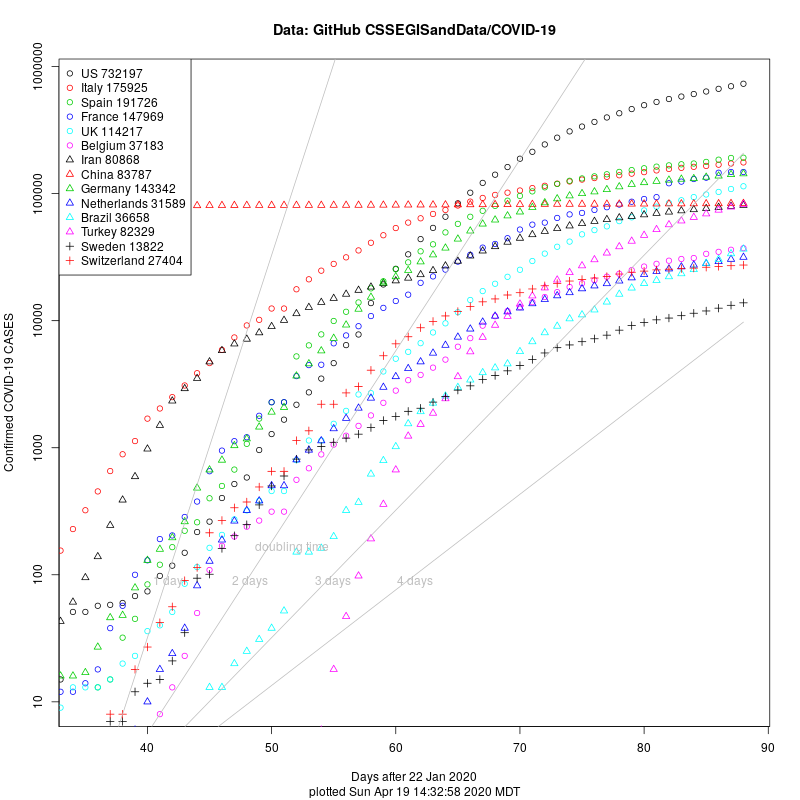 Data: GitHub CSSEGISandData/COVID-19
US 732197
Italy 175925
Spain 191726
France 147969
UK 114217
Belgium 37183
Iran 80868
China 83787
Germany 143342
Netherlands 31589
Brazil 36658
Turkey 82329
Sweden 13822
Switzerland 27404
1000000
100000
10000
1000
100
10
Confirmed COVID-19 CASES
doubling time
1 days
2 days
3 days
4 days
40 50 60 70 80 90
Days after 22 Jan 2020
plotted Sun Apr 19 14:32:58 2020 MDT